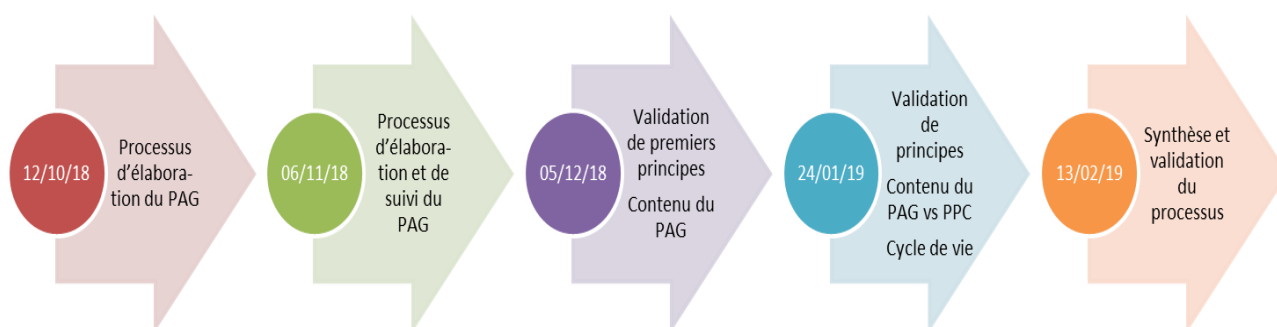 12/10/18
Processus
d'élabora-
tion du PAG
06/11/18
Processus
d'élabora-
tion et de
suivi du
PAG
05/12/18
Validation
de premiers
principes
Contenu du
PAG
24/01/19
Validation
de
principes
Contenu du
PAG vs PPC
Cycle de vie
13/02/19
Synthèse et
validation
du
processus